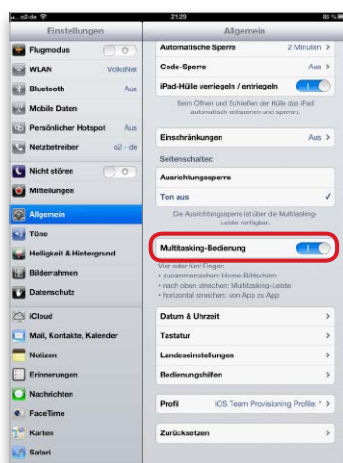 o2-de
21:29
81 %
Einstellungen
Allgemein
Flugmodus
WLAN
VolksNet
Bluetooth
Aus
Mobile Daten
Persönlicher Hotspot
Aus
Netzbetreiber
o2 - de
Nicht stören
Mitteilungen
Allgemein
Töne
Helligkeit & Hintergrund
Bilderrahmen
Datenschutz
iCloud
Mail, Kontakte, Kalender
Notizen
Erinnerungen
Nachrichten
FaceTime
Karten
Safari
Automatische Sperre
2 Minuten
Code-Sperre
Aus
iPad-Hülle verriegeln / entriegeln
Beim Öffnen und Schließen der Hülle das iPad
automatisch entsperren und sperren.
Einschränkungen
Aus
Seitenschalter:
Ausrichtungssperre
Ton aus
Die Ausrichtungssperre ist über die Multitasking-
Leiste verfügbar.
Multitasking-Bedienung
Vier oder fünf Finger:
• zusammenziehen: Home-Bildschirm
• nach oben streichen: Multitasking-Leiste
• horizontal streichen: von App zu App
Datum & Uhrzeit
Tastatur
Landeseinstellungen
Bedienungshilfen
Profil
iOS Team Provisioning Profile: *
Zurücksetzen